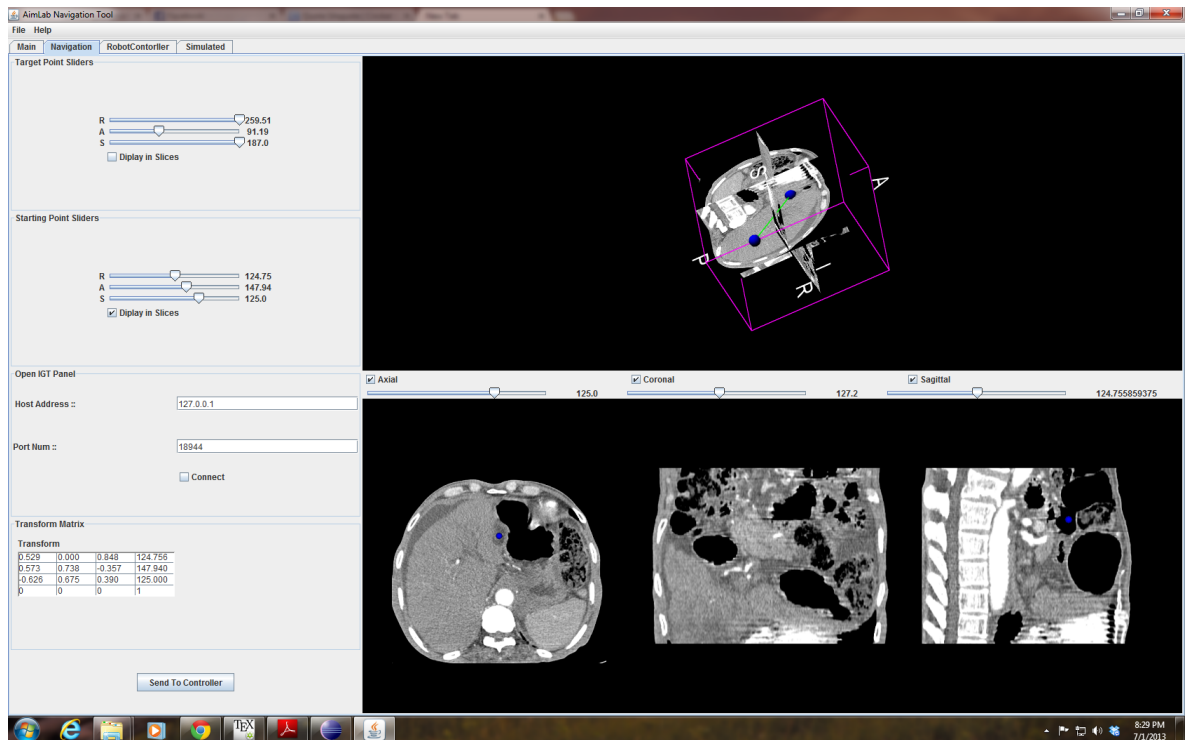 AimLab Navigation Tool
File Help
Main Navigation RobotContorller Simulated
Target Point Sliders
R 259.51
A 91.19
S 187.0
Diplay in Slices
Starting Point Sliders
R 124.75
A 147.94
S 125.0
Diplay in Slices
Open IGT Panel
Host Address :: 127.0.0.1
Port Num :: 18944
Connect
Transform Matrix
Transform
0.529 0.000 0.848 124.756
0.573 0.738 -0.357 147.940
-0.626 0.675 0.390 125.000
0 0 0 1
Send To Controller
S
A
P
I
R
Axial 125.0 Coronal 127.2 Sagittal 124.755859375
TEX
8:29 PM
7/1/2013